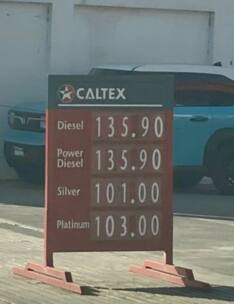 CALTEX
Diesel 135.90
Power Diesel 135.90
Silver 101.00
Platinum 103.00